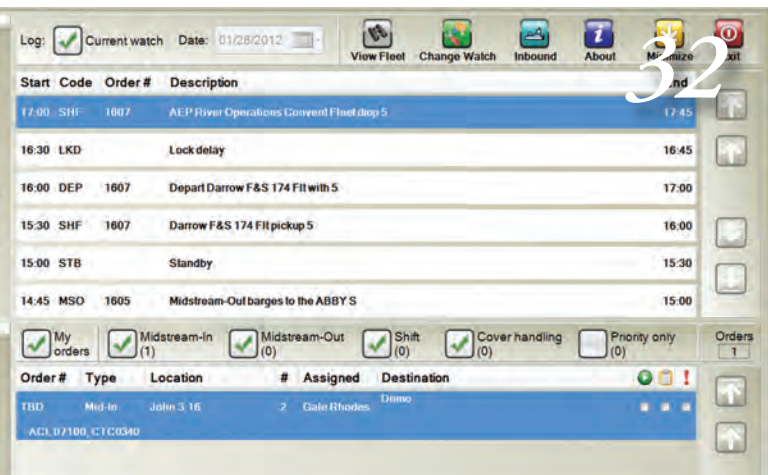 Log: Current watch Date: 01/28/2012
View Fleet Change Watch Inbound About Minimize Exit
32
Start Code Order # Description End
17:00 SHF 1607 AEP River Operations Convent Fleet drop 5 17:45
16:30 LKD Lock delay 16:45
16:00 DEP 1607 Depart Darrow F&S 174 Flt with 5 17:00
15:30 SHF 1607 Darrow F&S 174 Flt pickup 5 16:00
15:00 STB Standby 15:30
14:45 MSO 1605 Midstream-Out barges to the ABBY S 15:00
My orders Midstream-In (1) Midstream-Out (0) Shift (0) Cover handling (0) Priority only (0) Orders 1
Order # Type Location # Assigned Destination
TBD Mid-In John 3 16 2 Gale Rhodes Demo
ACL07100, CTC0340